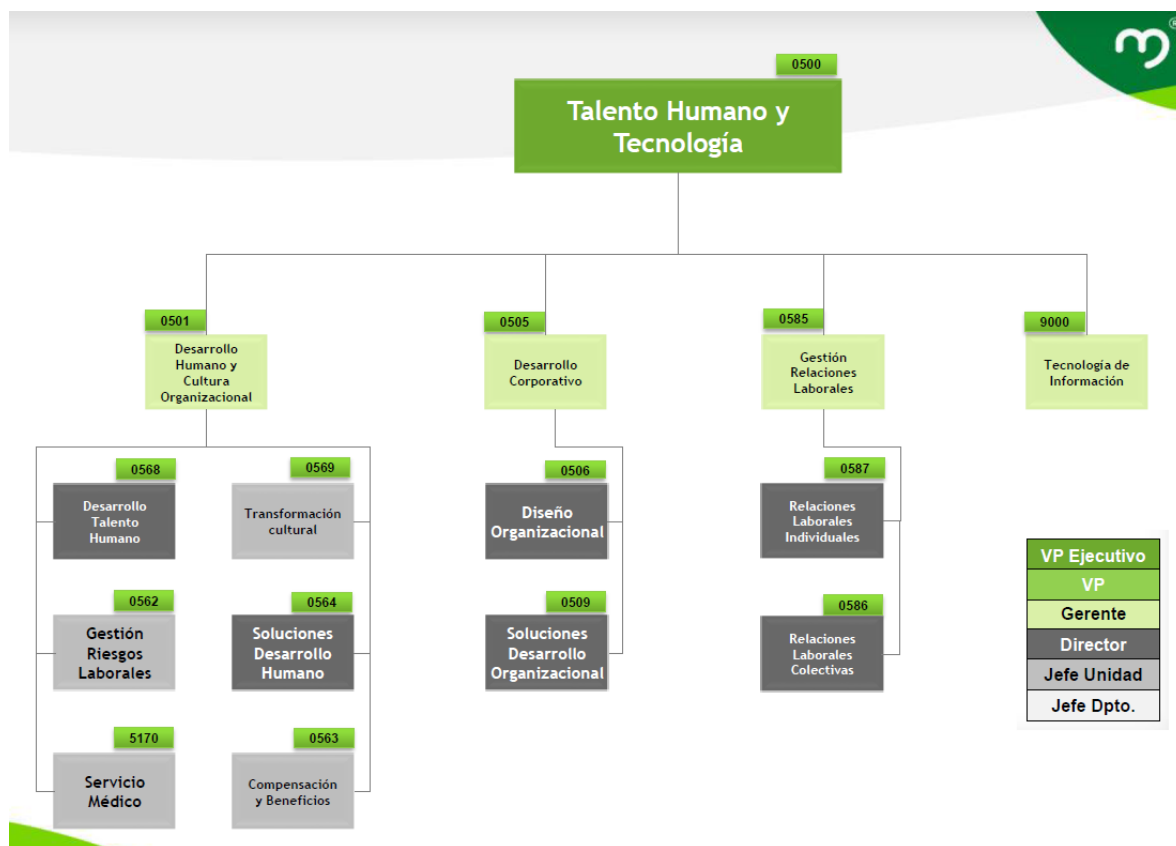 ®
0500
Talento Humano y
Tecnología
0501
Desarrollo
Humano y
Cultura
Organizacional
0505
Desarrollo
Corporativo
0585
Gestión
Relaciones
Laborales
9000
Tecnología de
Información
0568
Desarrollo
Talento
Humano
0569
Transformación
cultural
0506
Diseño
Organizacional
0587
Relaciones
Laborales
Individuales
0562
Gestión
Riesgos
Laborales
0564
Soluciones
Desarrollo
Humano
0509
Soluciones
Desarrollo
Organizacional
0586
Relaciones
Laborales
Colectivas
5170
Servicio
Médico
0563
Compensación
y Beneficios
VP Ejecutivo
VP
Gerente
Director
Jefe Unidad
Jefe Dpto.